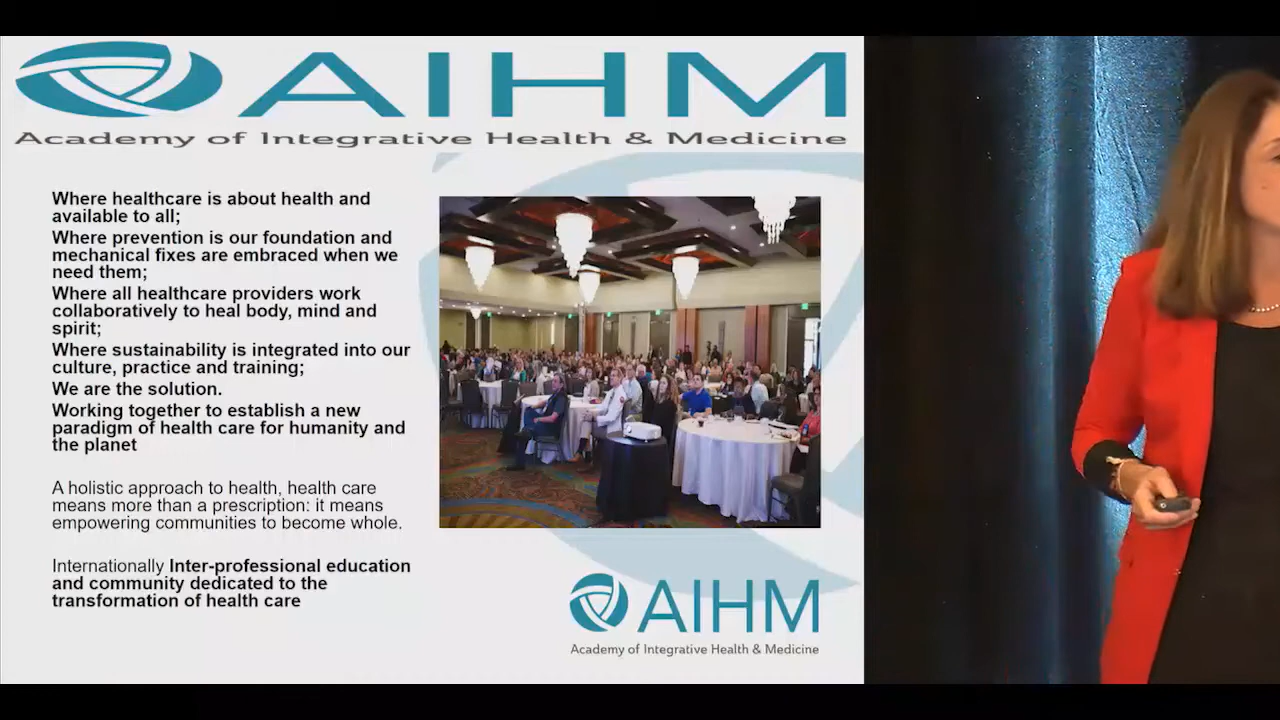 AIHM
Academy of Integrative Health & Medicine
Where healthcare is about health and
available to all;
Where prevention is our foundation and
mechanical fixes are embraced when we
need them;
Where all healthcare providers work
collaboratively to heal body, mind and
spirit;
Where sustainability is integrated into our
culture, practice and training;
We are the solution.
Working together to establish a new
paradigm of health care for humanity and
the planet
A holistic approach to health, health care
means more than a prescription: it means
empowering communities to become whole.
Internationally Inter-professional education
and community dedicated to the
transformation of health care
AIHM
Academy of Integrative Health & Medicine